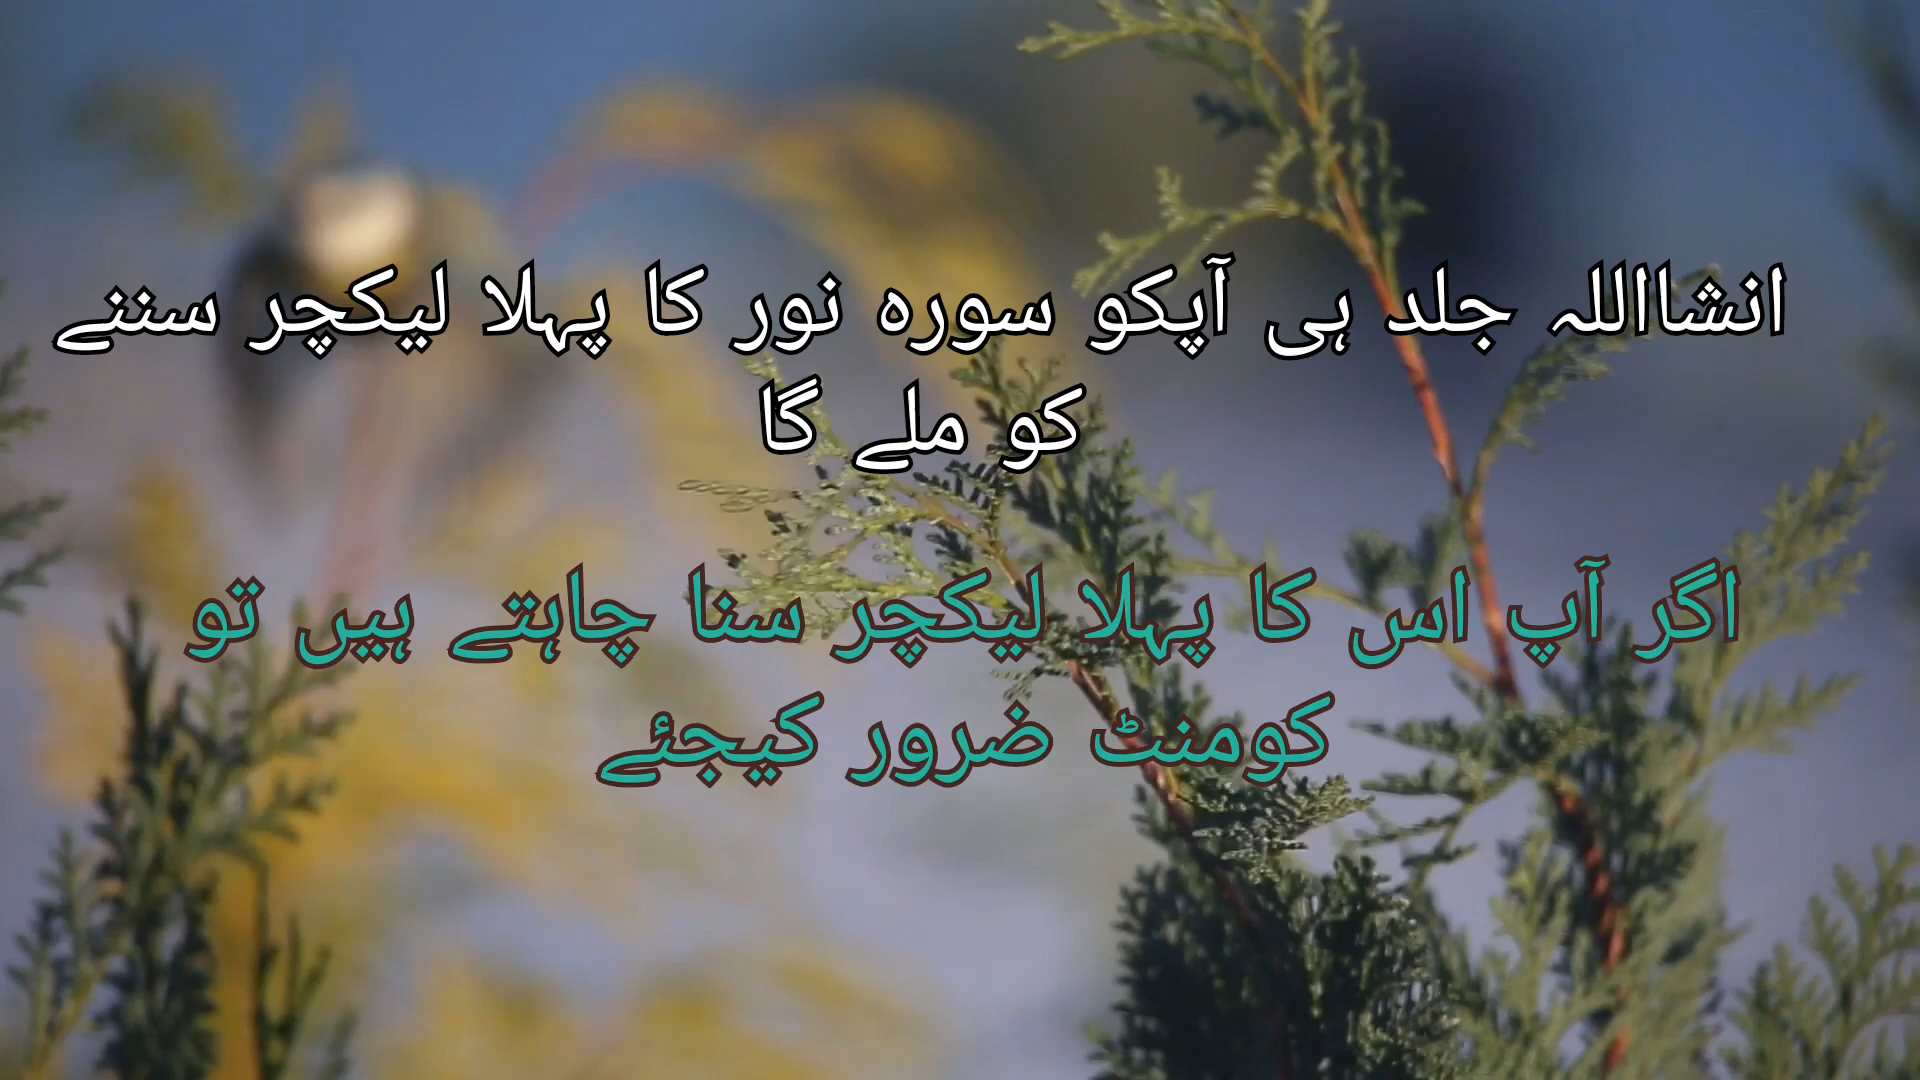 انشااللہ جلد ہی آپکو سورہ نور کا پہلا لیکچر سننے
کو ملے گا
اگر آپ اس کا پہلا لیکچر سنا چاہتے ہیں تو
کومنٹ ضرور کیجئے